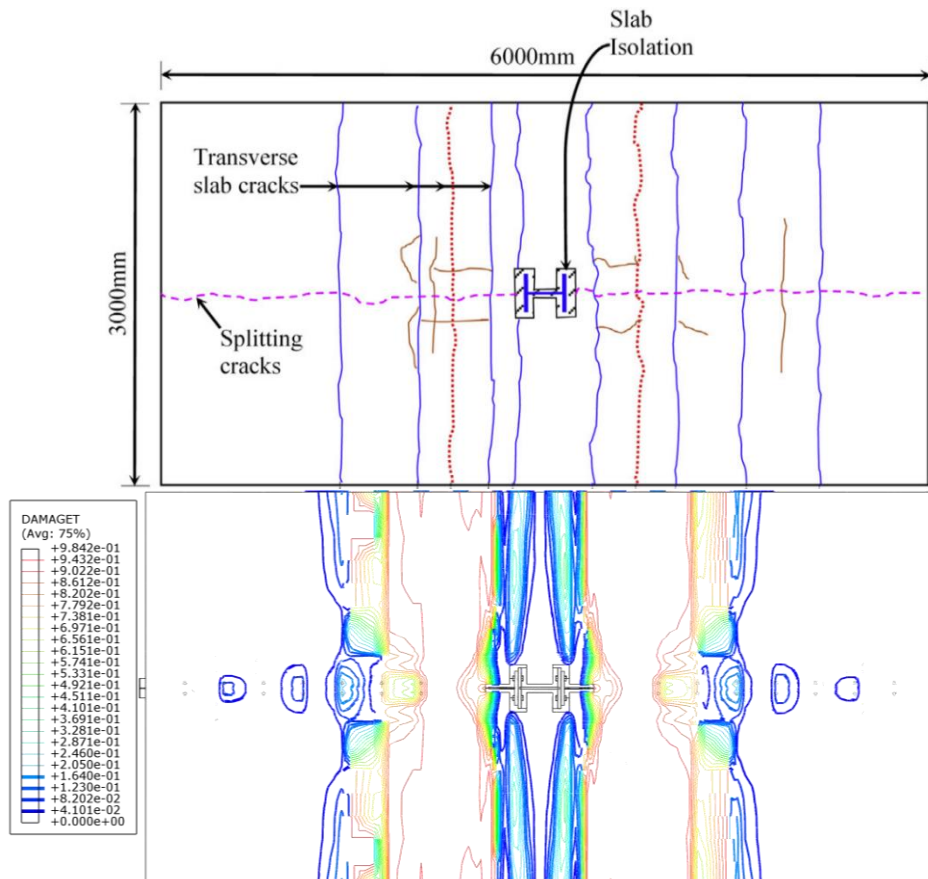 Slab
Isolation
6000mm
Transverse
slab cracks
3000mm
Splitting
cracks
DAMAGET
(Avg: 75%)
+9.842e-01
+9.432e-01
+9.022e-01
+8.612e-01
+8.202e-01
+7.792e-01
+7.381e-01
+6.971e-01
+6.561e-01
+6.151e-01
+5.741e-01
+5.331e-01
+4.921e-01
+4.511e-01
+4.101e-01
+3.691e-01
+3.281e-01
+2.871e-01
+2.460e-01
+2.050e-01
+1.640e-01
+1.230e-01
+8.202e-02
+4.101e-02
+0.000e+00